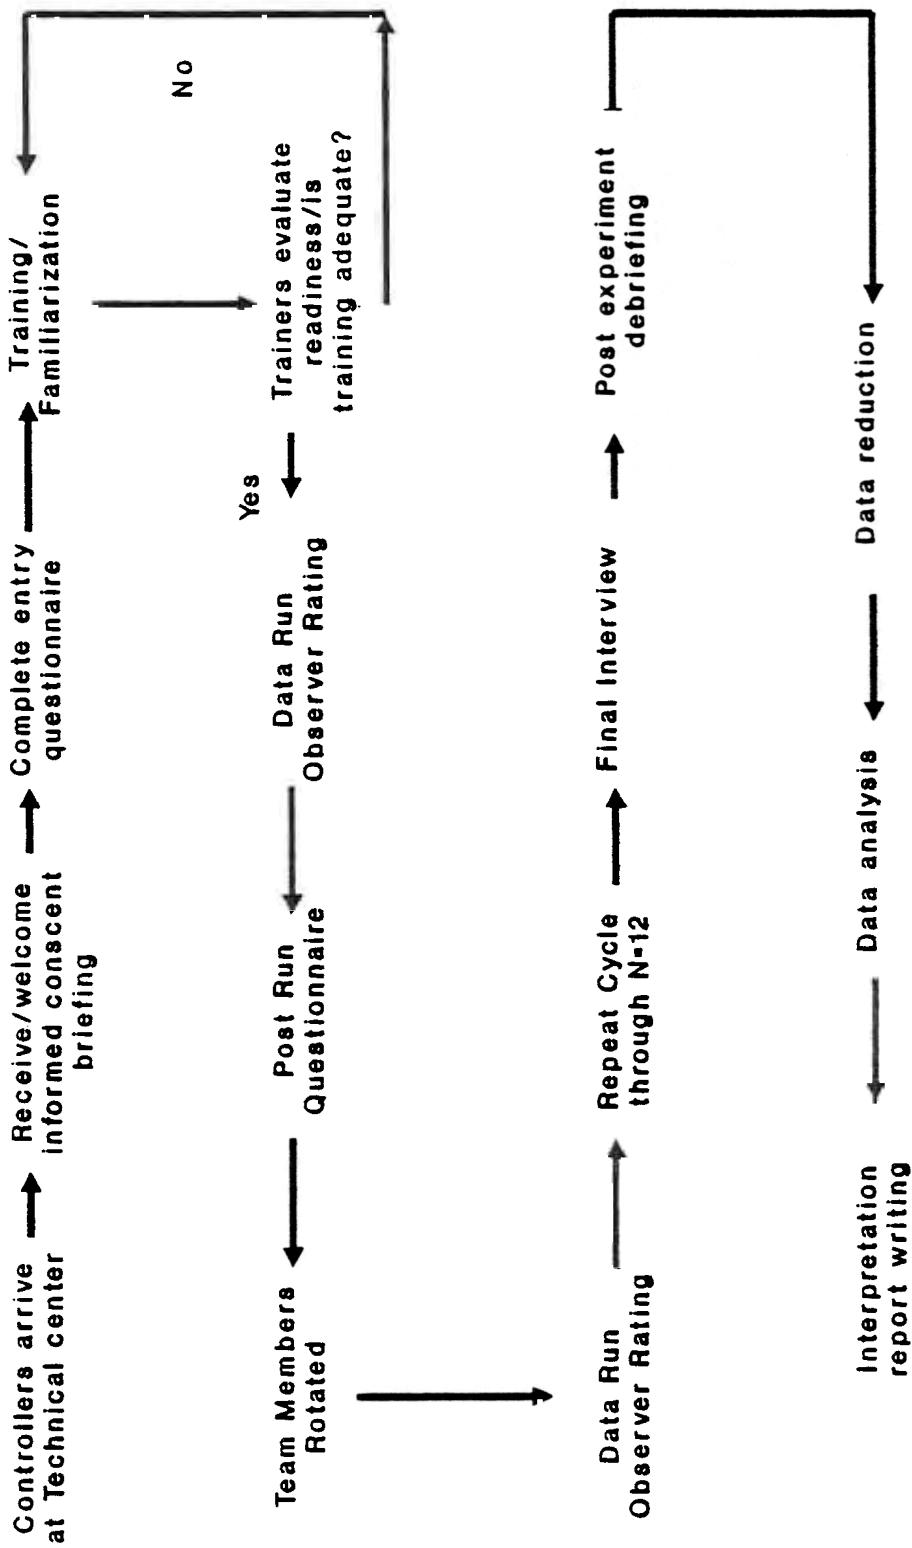 Controllers arrive
at Technical center
Receive/welcome
informed conscent
briefing
Complete entry
questionnaire
Training/
Familiarization
No
Trainers evaluate
readiness/is
training adequate?
Yes
Data Run
Observer Rating
Post Run
Questionnaire
Team Members
Rotated
Data Run
Observer Rating
Repeat Cycle
through N=12
Final Interview
Post experiment
debriefing
Data reduction
Data analysis
Interpretation
report writing